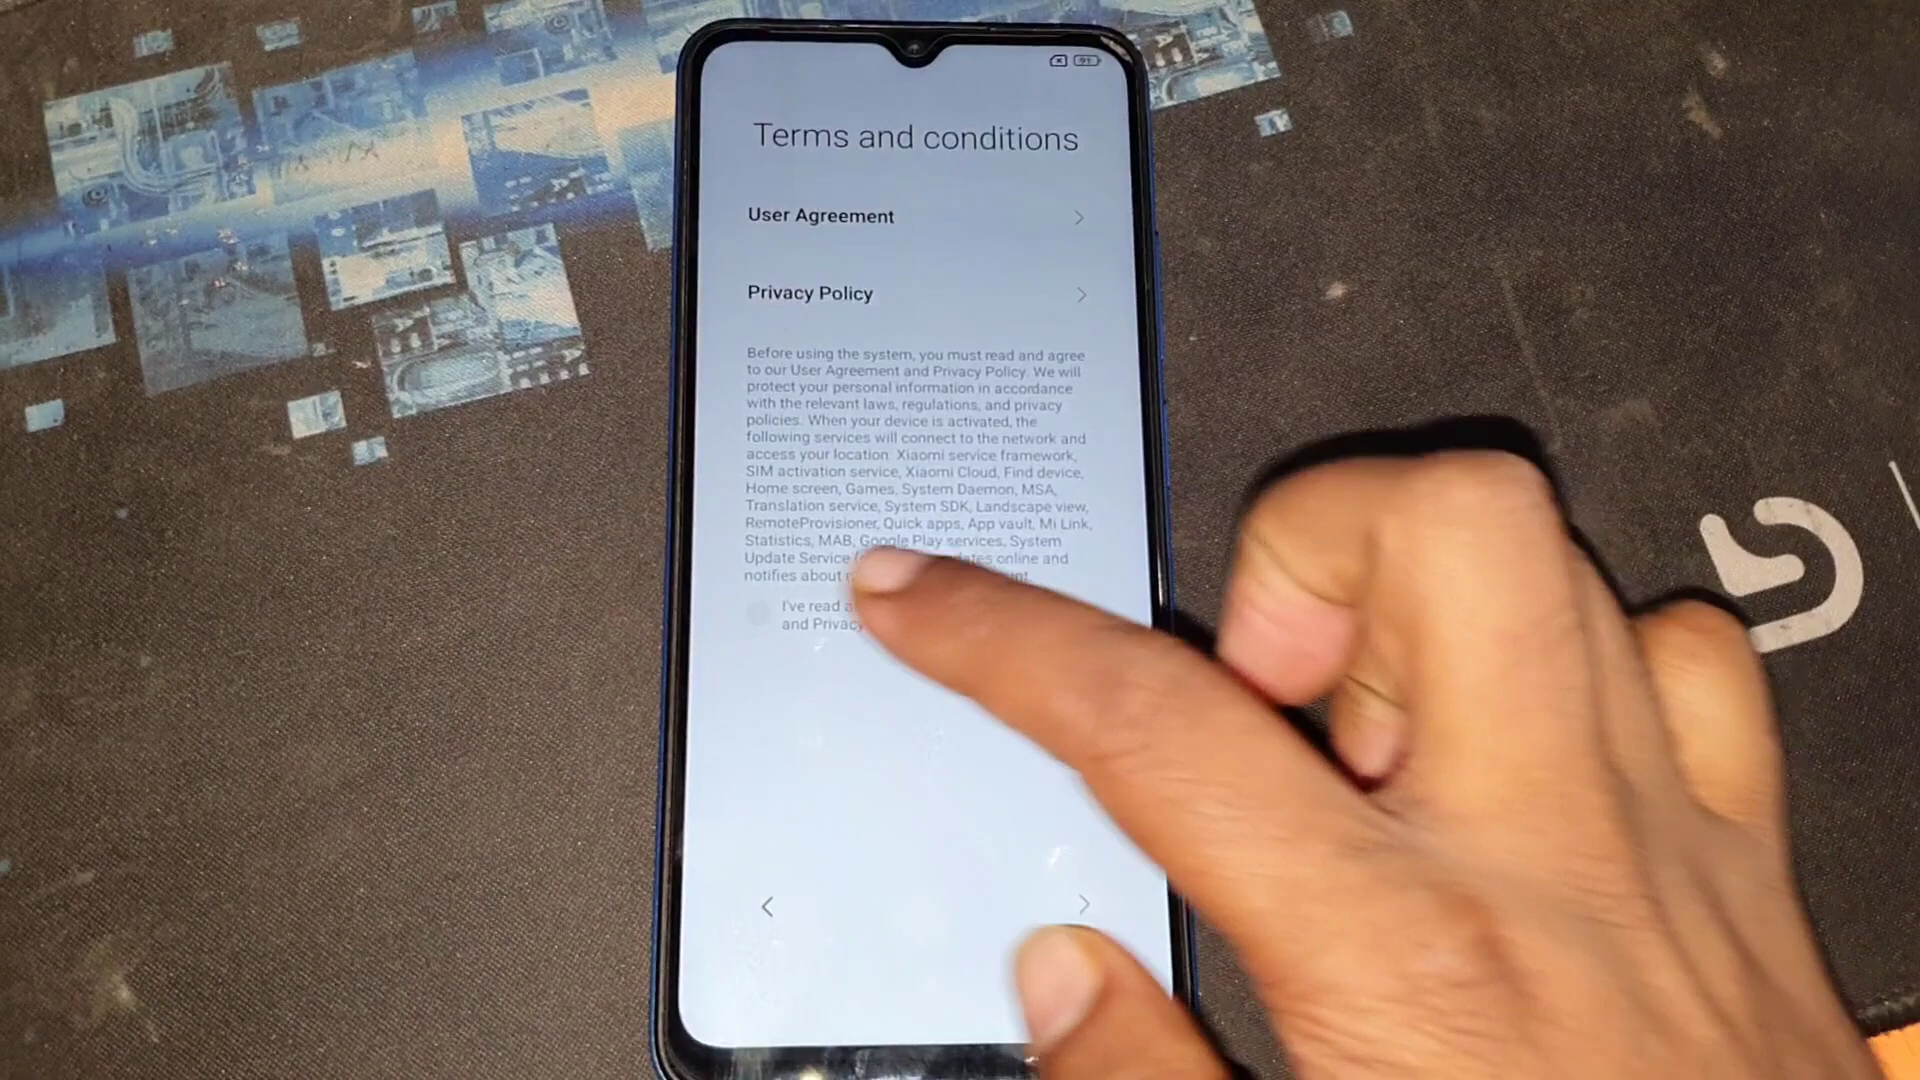 91
Terms and conditions
User Agreement
Privacy Policy
Before using the system, you must read and agree
to our User Agreement and Privacy Policy. We will
protect your personal information in accordance
with the relevant laws, regulations, and privacy
policies. When your device is activated, the
following services will connect to the network and
access your location: Xiaomi service framework,
SIM activation service, Xiaomi Cloud, Find device,
Home screen, Games, System Daemon, MSA,
Translation service, System SDK, Landscape view,
RemoteProvisioner, Quick apps, App vault, Mi Link,
Statistics, MAB, Google Play services, System
Update Service online and
notifies about
I've read
and Privacy